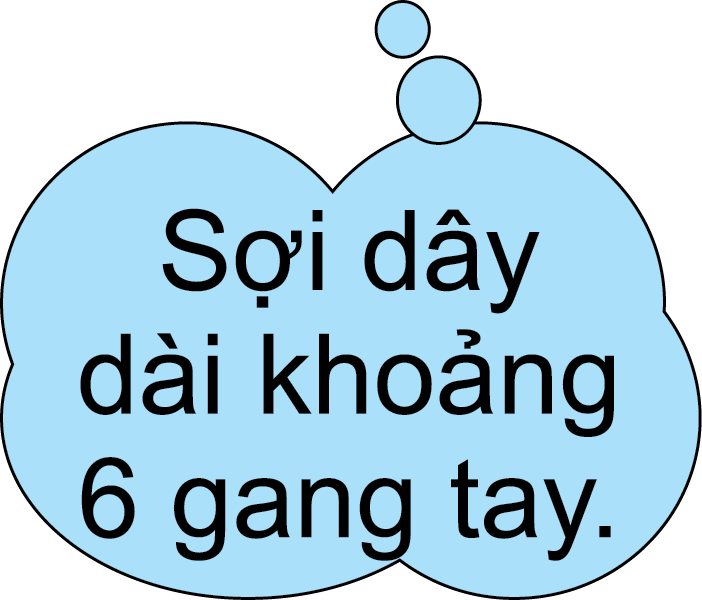 Sợi dây
dài khoảng
6 gang tay.